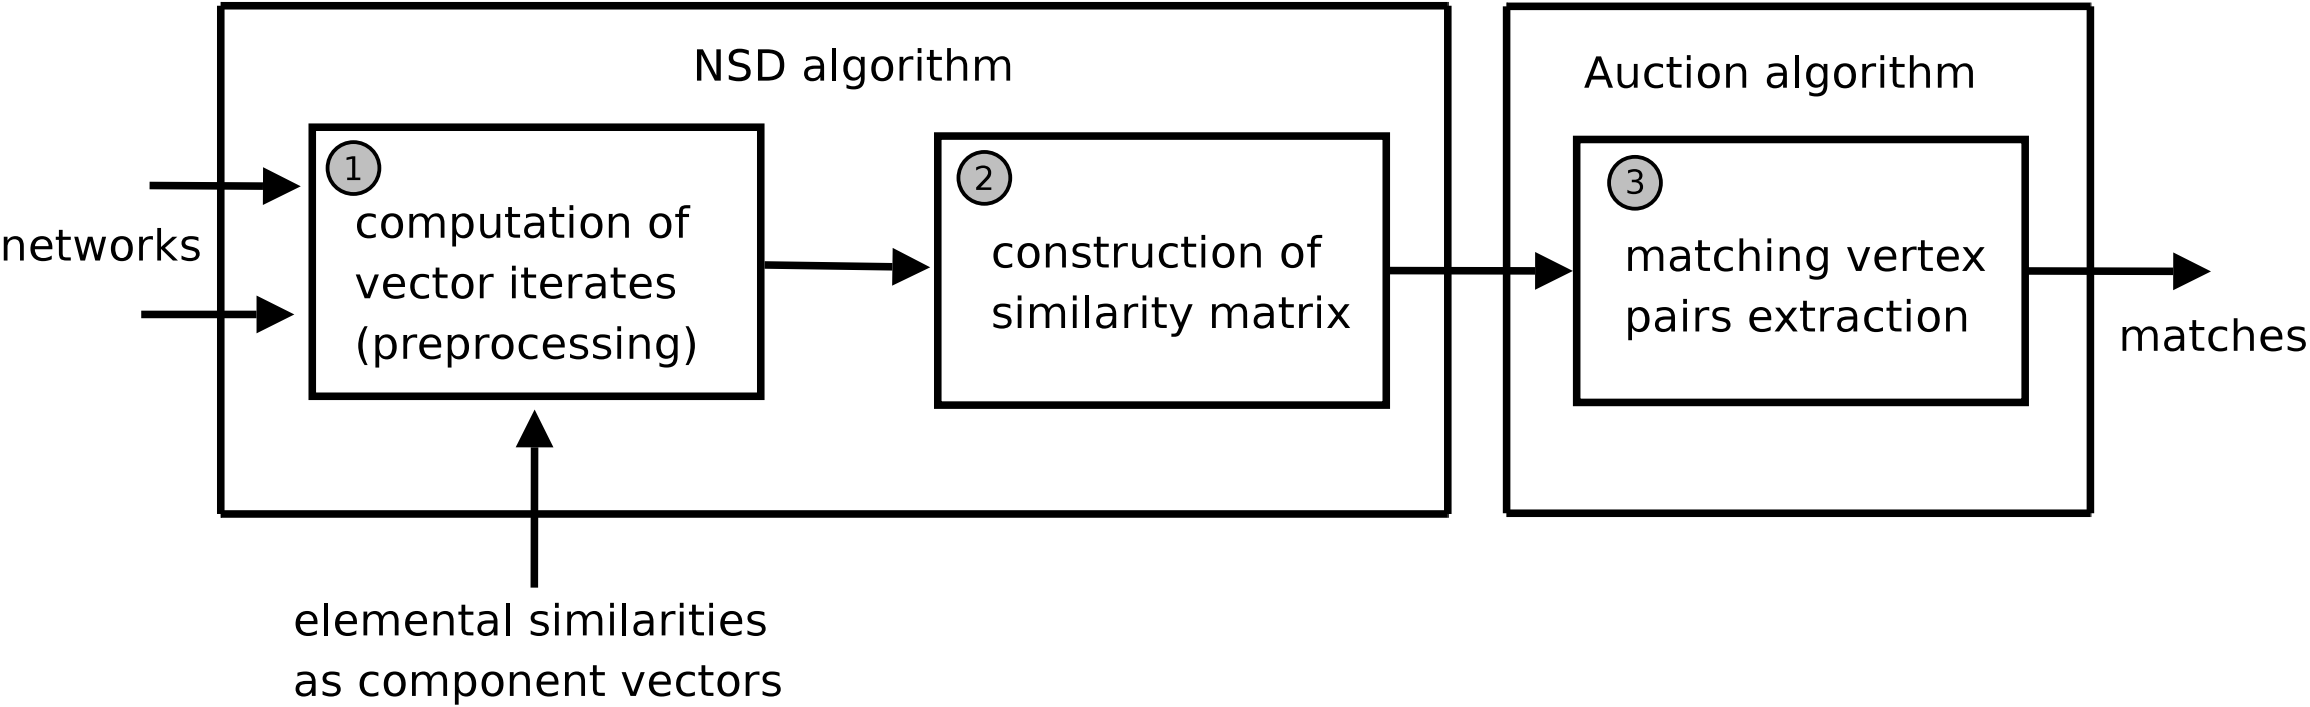 NSD algorithm
Auction algorithm
networks
1
computation of
vector iterates
(preprocessing)
2
construction of
similarity matrix
3
matching vertex
pairs extraction
matches
elemental similarities
as component vectors